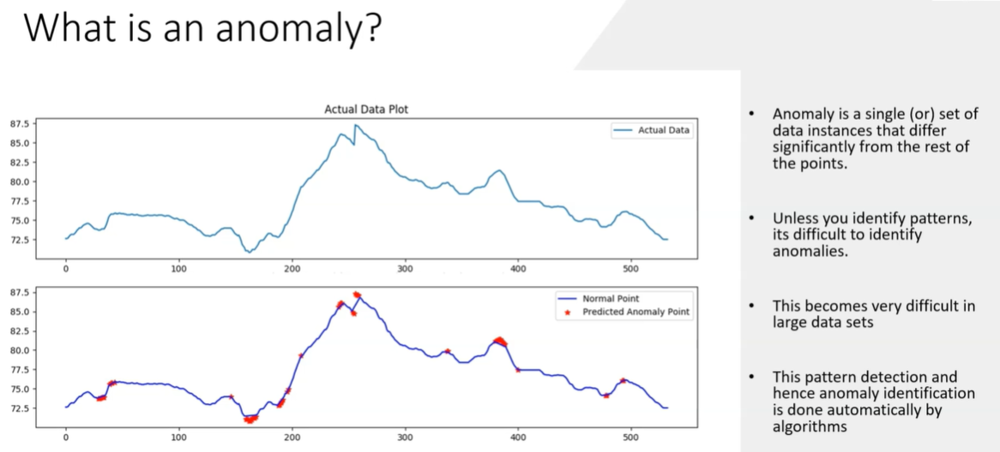 What is an anomaly?
Actual Data Plot
87.5
85.0
82.5
80.0
77.5
75.0
72.5
Actual Data
0 100 200 300 400 500
87.5
85.0
82.5
80.0
77.5
75.0
72.5
Normal Point
Predicted Anomaly Point
0 100 200 300 400 500
• Anomaly is a single (or) set of
data instances that differ
significantly from the rest of
the points.
• Unless you identify patterns,
its difficult to identify
anomalies.
• This becomes very difficult in
large data sets
• This pattern detection and
hence anomaly identification
is done automatically by
algorithms